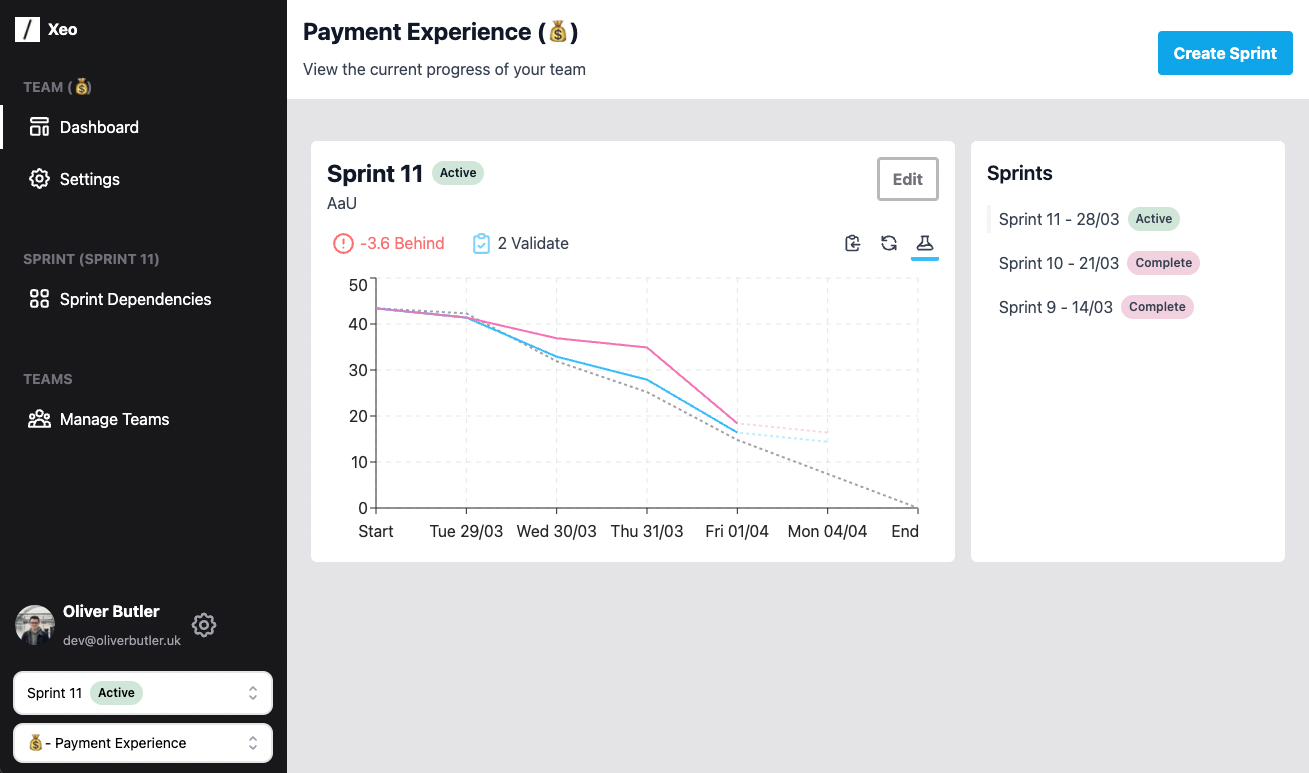 Xeo
TEAM (💰)
Dashboard
Settings
SPRINT (SPRINT 11)
Sprint Dependencies
TEAMS
Manage Teams
Oliver Butler
dev@oliverbutler.uk
Sprint 11 Active
💰- Payment Experience
Payment Experience (💰)
View the current progress of your team
Create Sprint
Sprint 11 Active
Edit
AaU
-3.6 Behind 2 Validate
50
40
30
20
10
0
Start Tue 29/03 Wed 30/03 Thu 31/03 Fri 01/04 Mon 04/04 End
Sprints
Sprint 11 - 28/03 Active
Sprint 10 - 21/03 Complete
Sprint 9 - 14/03 Complete